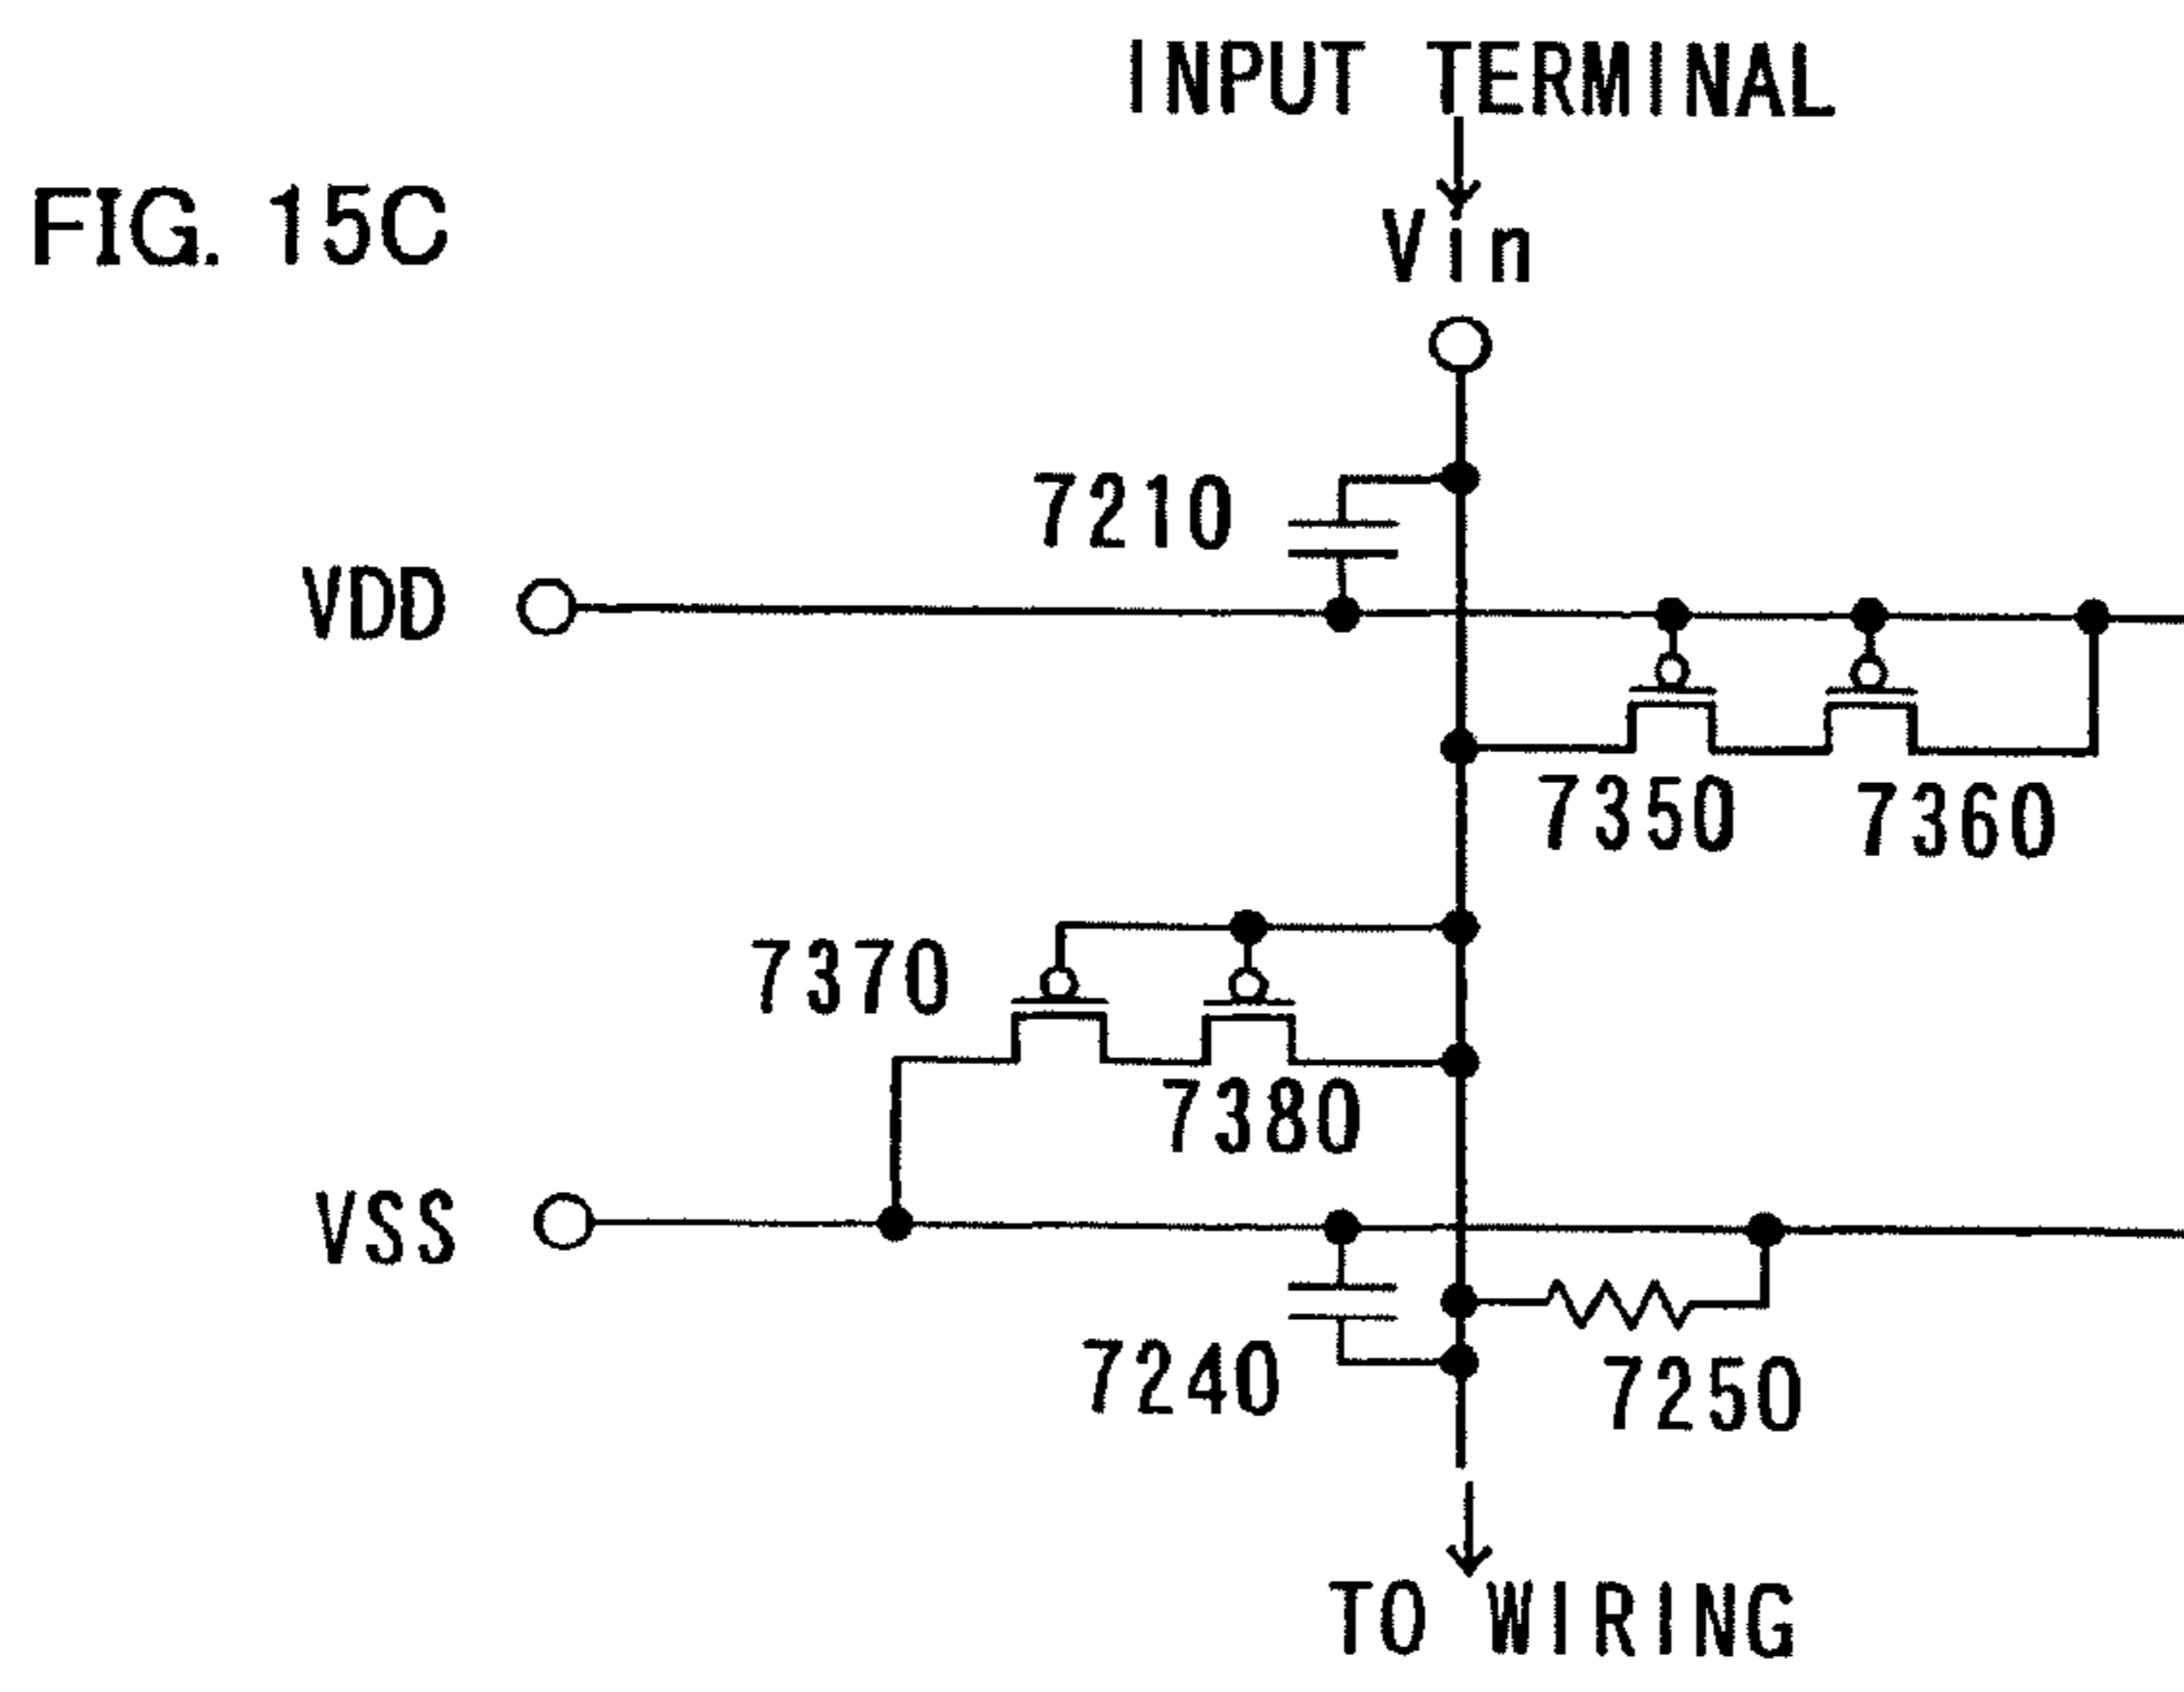 INPUT TERMINAL
FIG. 15C
Vin
7210
VDD
7350
7360
7370
7380
VSS
7240
7250
TO WIRING